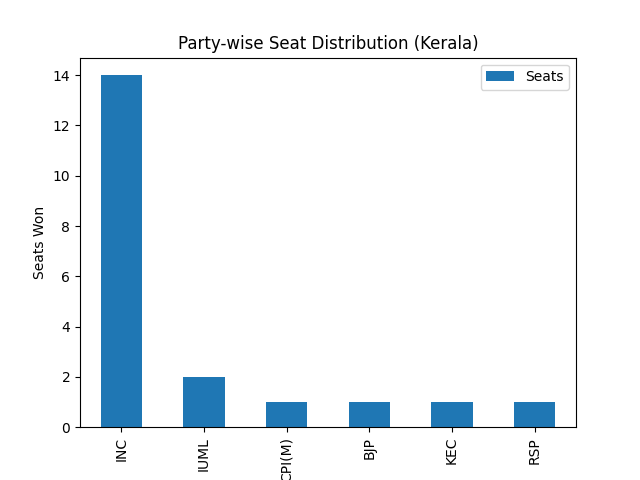 Party-wise Seat Distribution (Kerala)
Seats
Seats Won
14
12
10
8
6
4
2
0
INC
IUML
CPI(M)
BJP
KEC
RSP